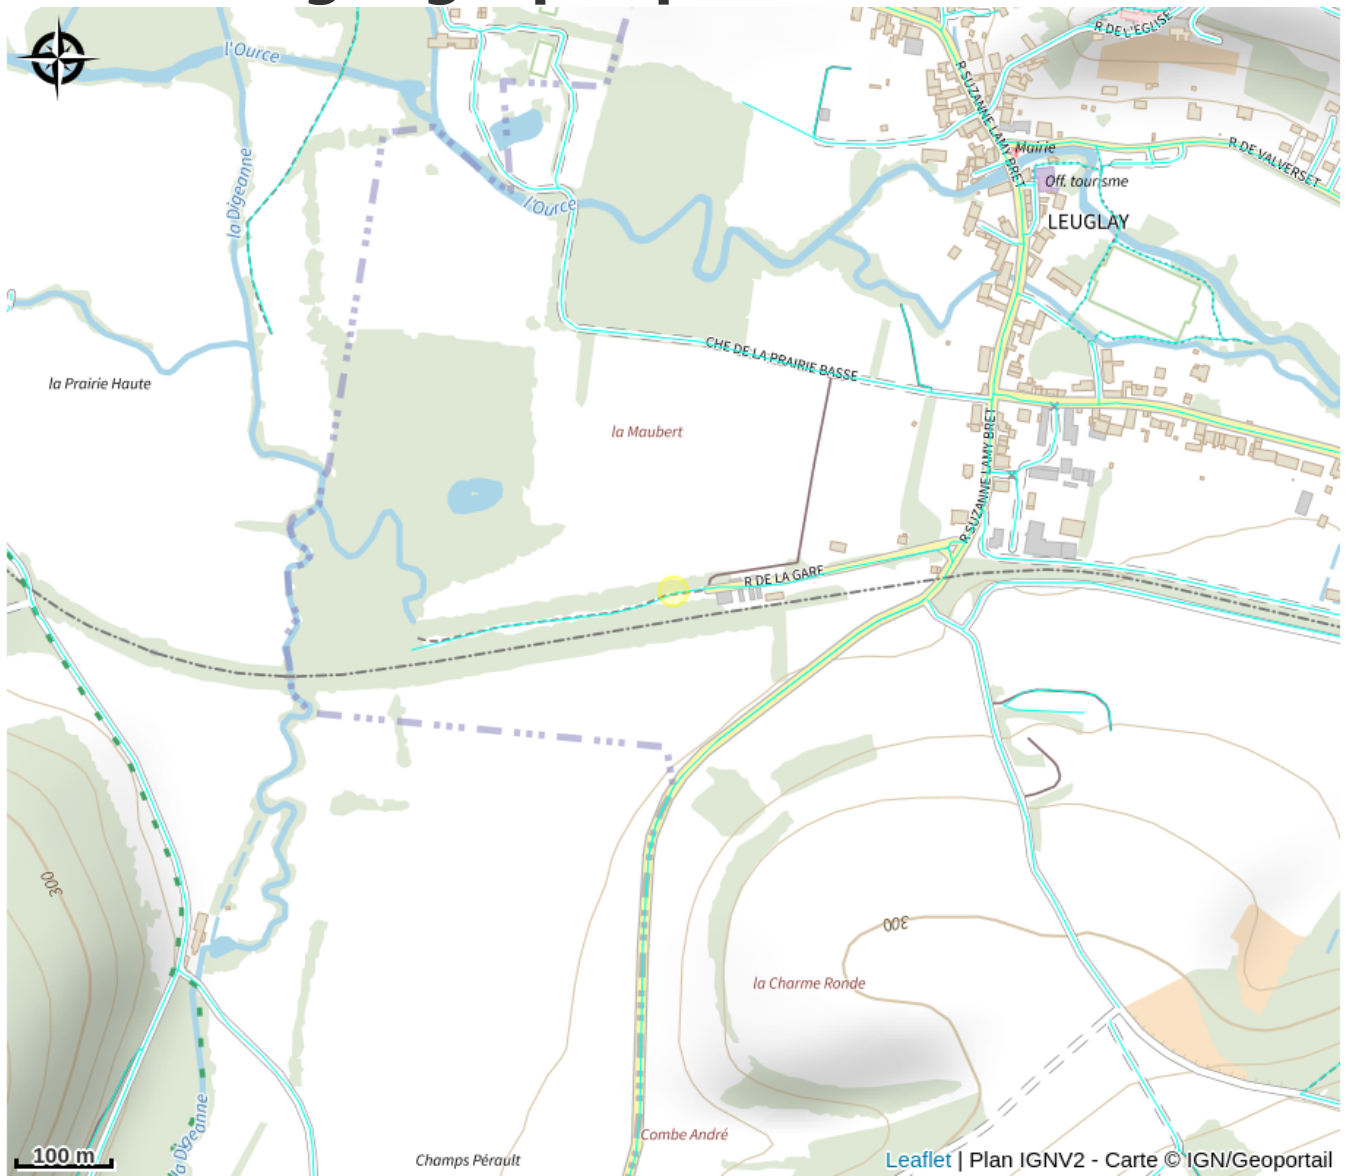 l'Ource
R DE L'EGLISE
R SUZANNE LAMY BRET
Mairie
R DE VALVERSET
la Digeanne
Off. tourisme
l'Ource
LEUGLAY
CHE DE LA PRAIRIE BASSE
la Prairie Haute
la Maubert
R SUZANNE LAMY BRET
R DE LA GARE
300
300
la Charme Ronde
la Digeanne
Combe André
100 m
Champs Pérault
Leaflet | Plan IGNV2 - Carte © IGN/Geoportail